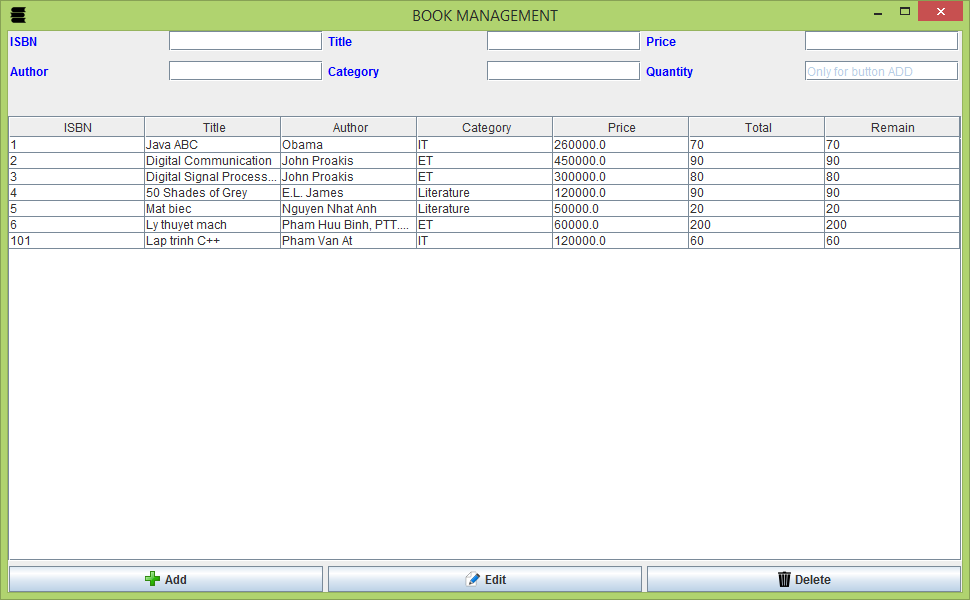 BOOK MANAGEMENT
ISBN Title Price
Author Category Quantity Only for button ADD
ISBN Title Author Category Price Total Remain
1 Java ABC Obama IT 260000.0 70 70
2 Digital Communication John Proakis ET 450000.0 90 90
3 Digital Signal Process... John Proakis ET 300000.0 80 80
4 50 Shades of Grey E.L. James Literature 120000.0 90 90
5 Mat biec Nguyen Nhat Anh Literature 50000.0 20 20
6 Ly thuyet mach Pham Huu Binh, PTT.... ET 60000.0 200 200
101 Lap trinh C++ Pham Van At IT 120000.0 60 60
Add Edit Delete